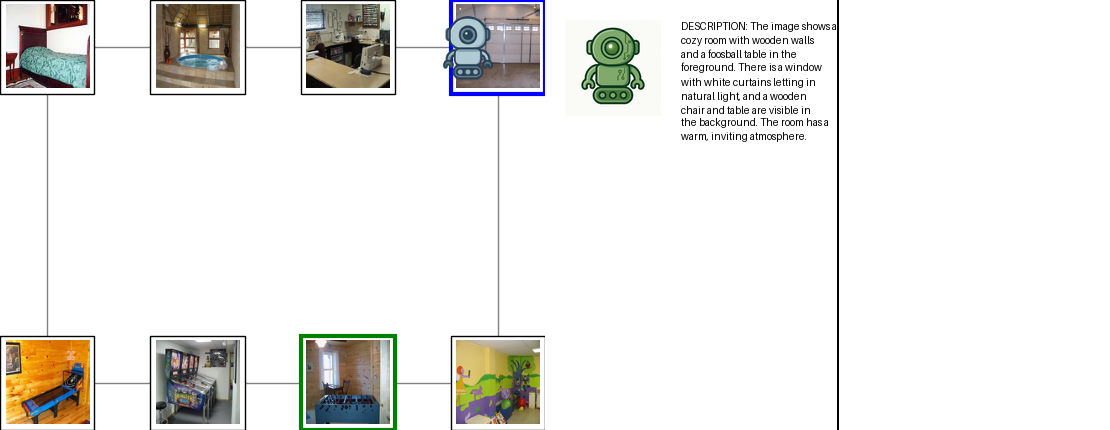 DESCRIPTION: The image shows a
cozy room with wooden walls
and a foosball table in the
foreground. There is a window
with white curtains letting in
natural light, and a wooden
chair and table are visible in
the background. The room has a
warm, inviting atmosphere.